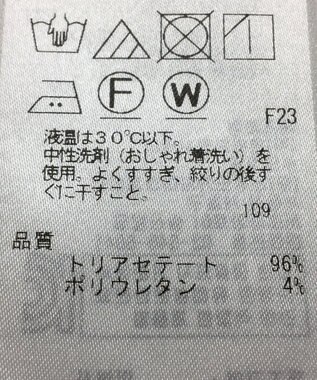 F W
F23
液温は30℃以下。
中性洗剤（おしゃれ着洗い）を
使用。よくすすぎ、絞りの後す
ぐに干すこと。
109
品質
トリアセテート 96%
ポリウレタン 4%